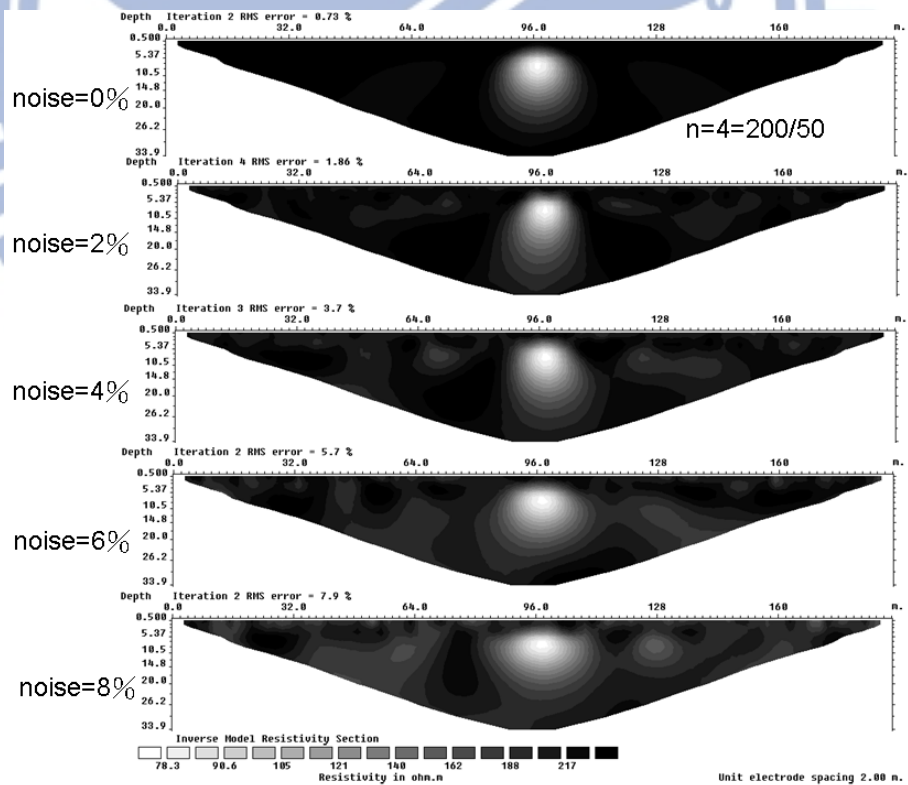 Depth Iteration 2 RMS error = 0.73 %
0.0 32.0 64.0 96.0 128 160 m.
0.500
5.37
10.5
14.8
20.0
26.2
33.9
noise=0%
n=4=200/50
Depth Iteration 4 RMS error = 1.86 %
0.0 32.0 64.0 96.0 128 160 m.
0.500
5.37
10.5
14.8
20.0
26.2
33.9
noise=2%
Depth Iteration 3 RMS error = 3.7 %
0.0 32.0 64.0 96.0 128 160 m.
0.500
5.37
10.5
14.8
20.0
26.2
33.9
noise=4%
Depth Iteration 2 RMS error = 5.7 %
0.0 32.0 64.0 96.0 128 160 m.
0.500
5.37
10.5
14.8
20.0
26.2
33.9
noise=6%
Depth Iteration 2 RMS error = 7.9 %
0.0 32.0 64.0 96.0 128 160 m.
0.500
5.37
10.5
14.8
20.0
26.2
33.9
noise=8%
Inverse Model Resistivity Section
78.3 90.6 105 121 140 162 188 217
Resistivity in ohm.m
Unit electrode spacing 2.00 m.